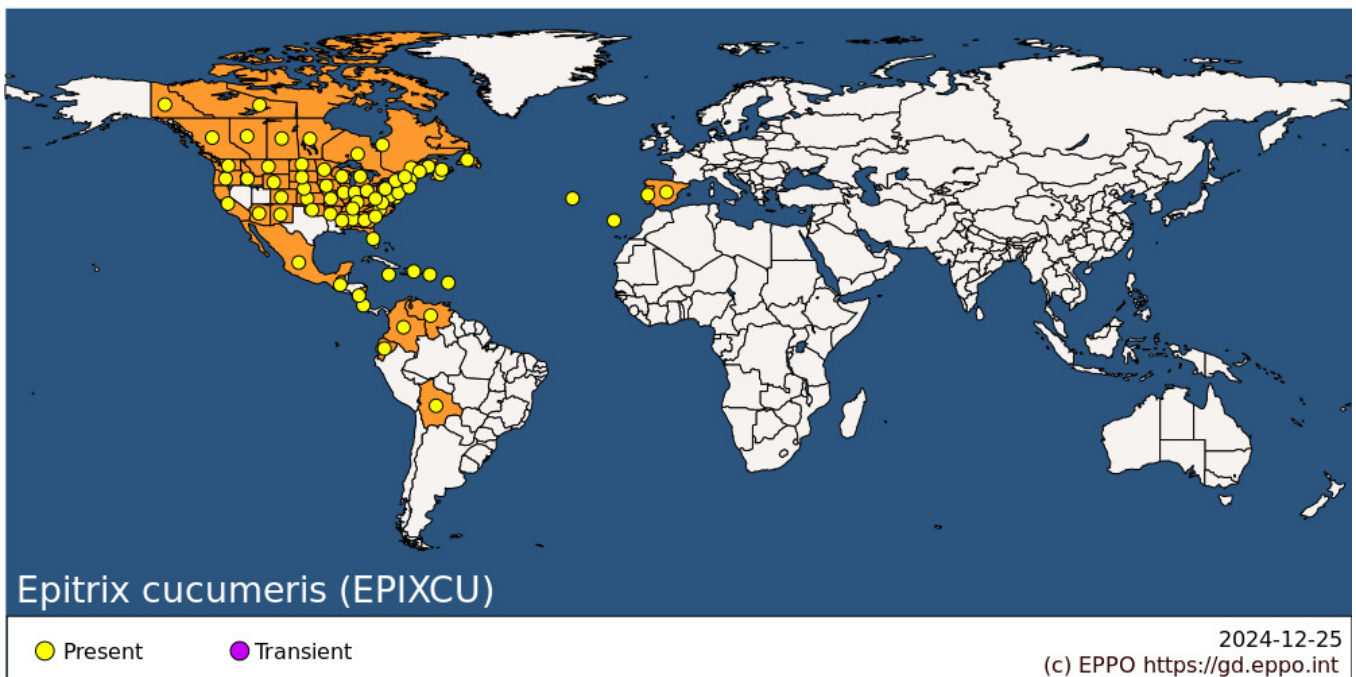 Epitrix cucumeris (EPIXCU)
Present
Transient
2024-12-25
(c) EPPO https://gd.eppo.int